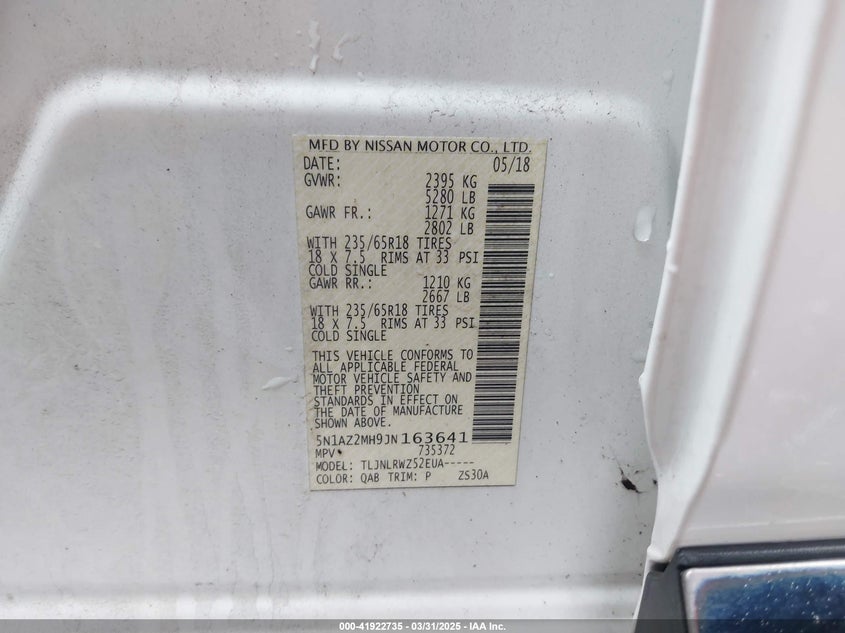 MFD BY NISSAN MOTOR CO., LTD.
DATE: 05/18
GVWR: 2395 KG
5280 LB
GAWR FR.: 1271 KG
2802 LB
WITH 235/65R18 TIRES
18 X 7.5 RIMS AT 33 PSI
COLD SINGLE
GAWR RR.: 1210 KG
2667 LB
WITH 235/65R18 TIRES
18 X 7.5 RIMS AT 33 PSI
COLD SINGLE
THIS VEHICLE CONFORMS TO
ALL APPLICABLE FEDERAL
MOTOR VEHICLE SAFETY AND
THEFT PREVENTION
STANDARDS IN EFFECT ON
THE DATE OF MANUFACTURE
SHOWN ABOVE.
5N1AZ2MH9JN163641
MPV 735372
MODEL: TLJNLRWZ52EUA-----
COLOR: QAB TRIM: P ZS30A
000-41922735 - 03/31/2025 - IAA Inc.